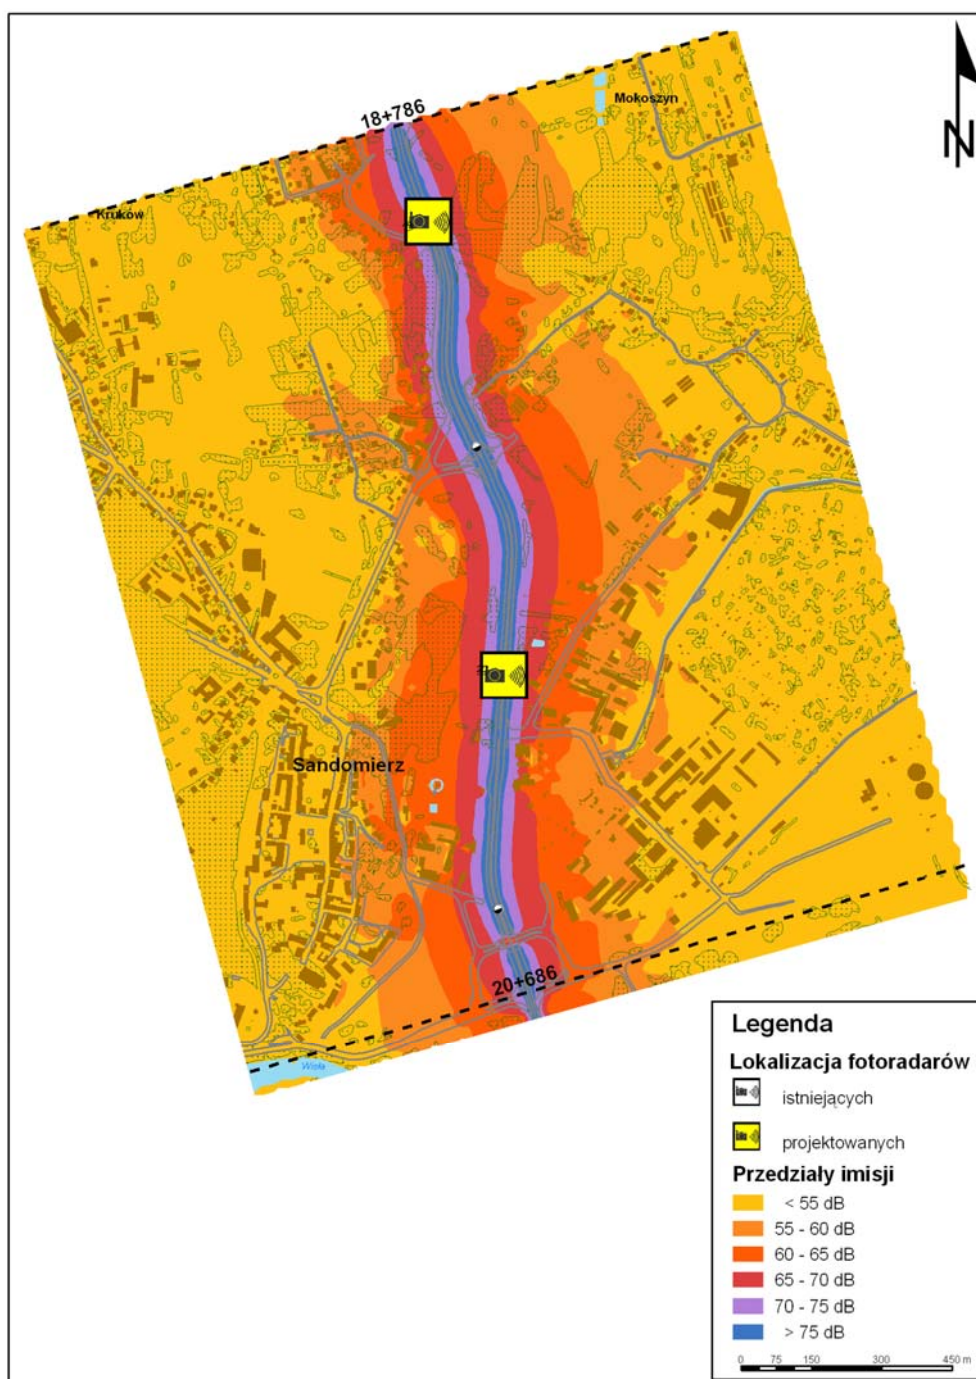 18+786
Mokoszyn
N
Kruków
Sandomierz
20+686
Wisła
Legenda
Lokalizacja fotoradarów
istniejących
projektowanych
Przedziały imisji
< 55 dB
55 - 60 dB
60 - 65 dB
65 - 70 dB
70 - 75 dB
> 75 dB
0 75 150 300 450 m